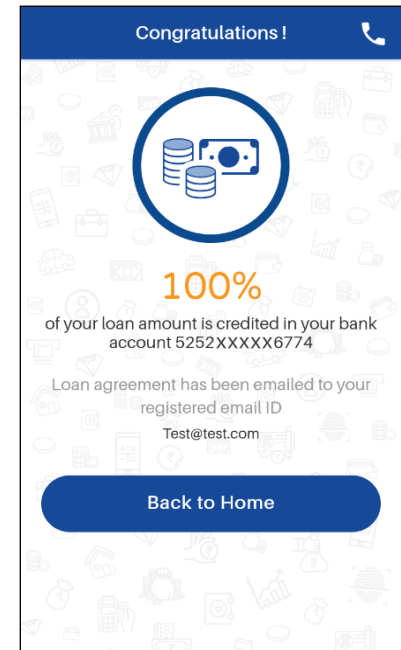 Congratulations !
100%
of your loan amount is credited in your bank
account 5252XXXXX6774
Loan agreement has been emailed to your
registered email ID
Test@test.com
Back to Home